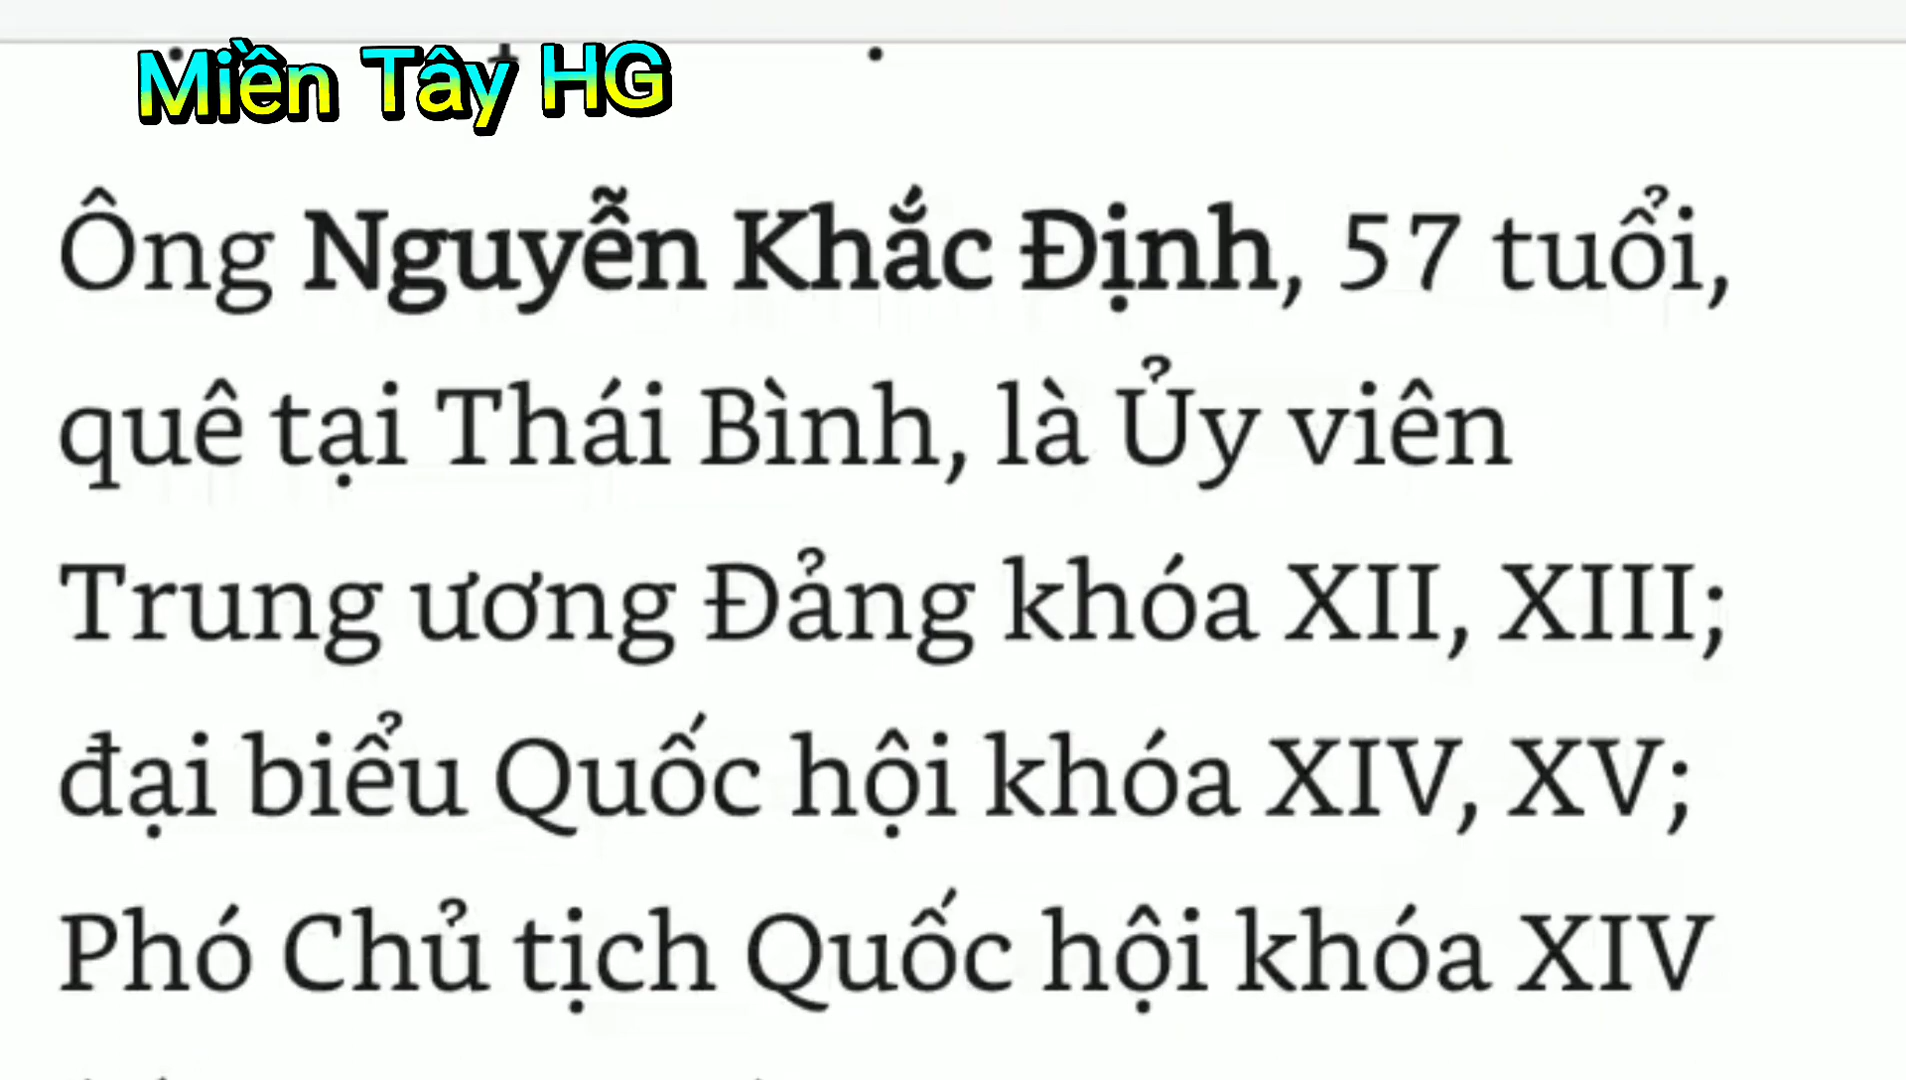 Miền Tây HG
Ông Nguyễn Khắc Định, 57 tuổi,
quê tại Thái Bình, là Ủy viên
Trung ương Đảng khóa XII, XIII;
đại biểu Quốc hội khóa XIV, XV;
Phó Chủ tịch Quốc hội khóa XIV